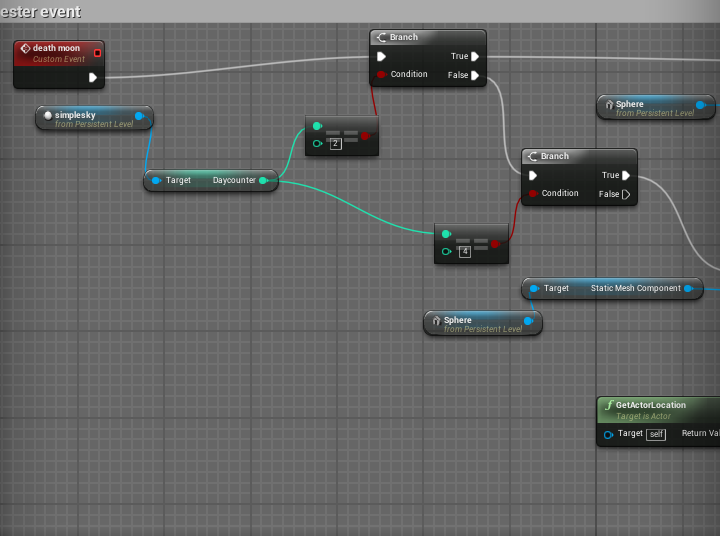 ester event
Branch
death moon
Custom Event
True
Condition
False
simplesky
from Persistent Level
Sphere
from Persistent Level
2
Branch
Target
Daycounter
True
Condition
False
4
Target
Static Mesh Component
Sphere
from Persistent Level
GetActorLocation
Target is Actor
Target
self
Return Val